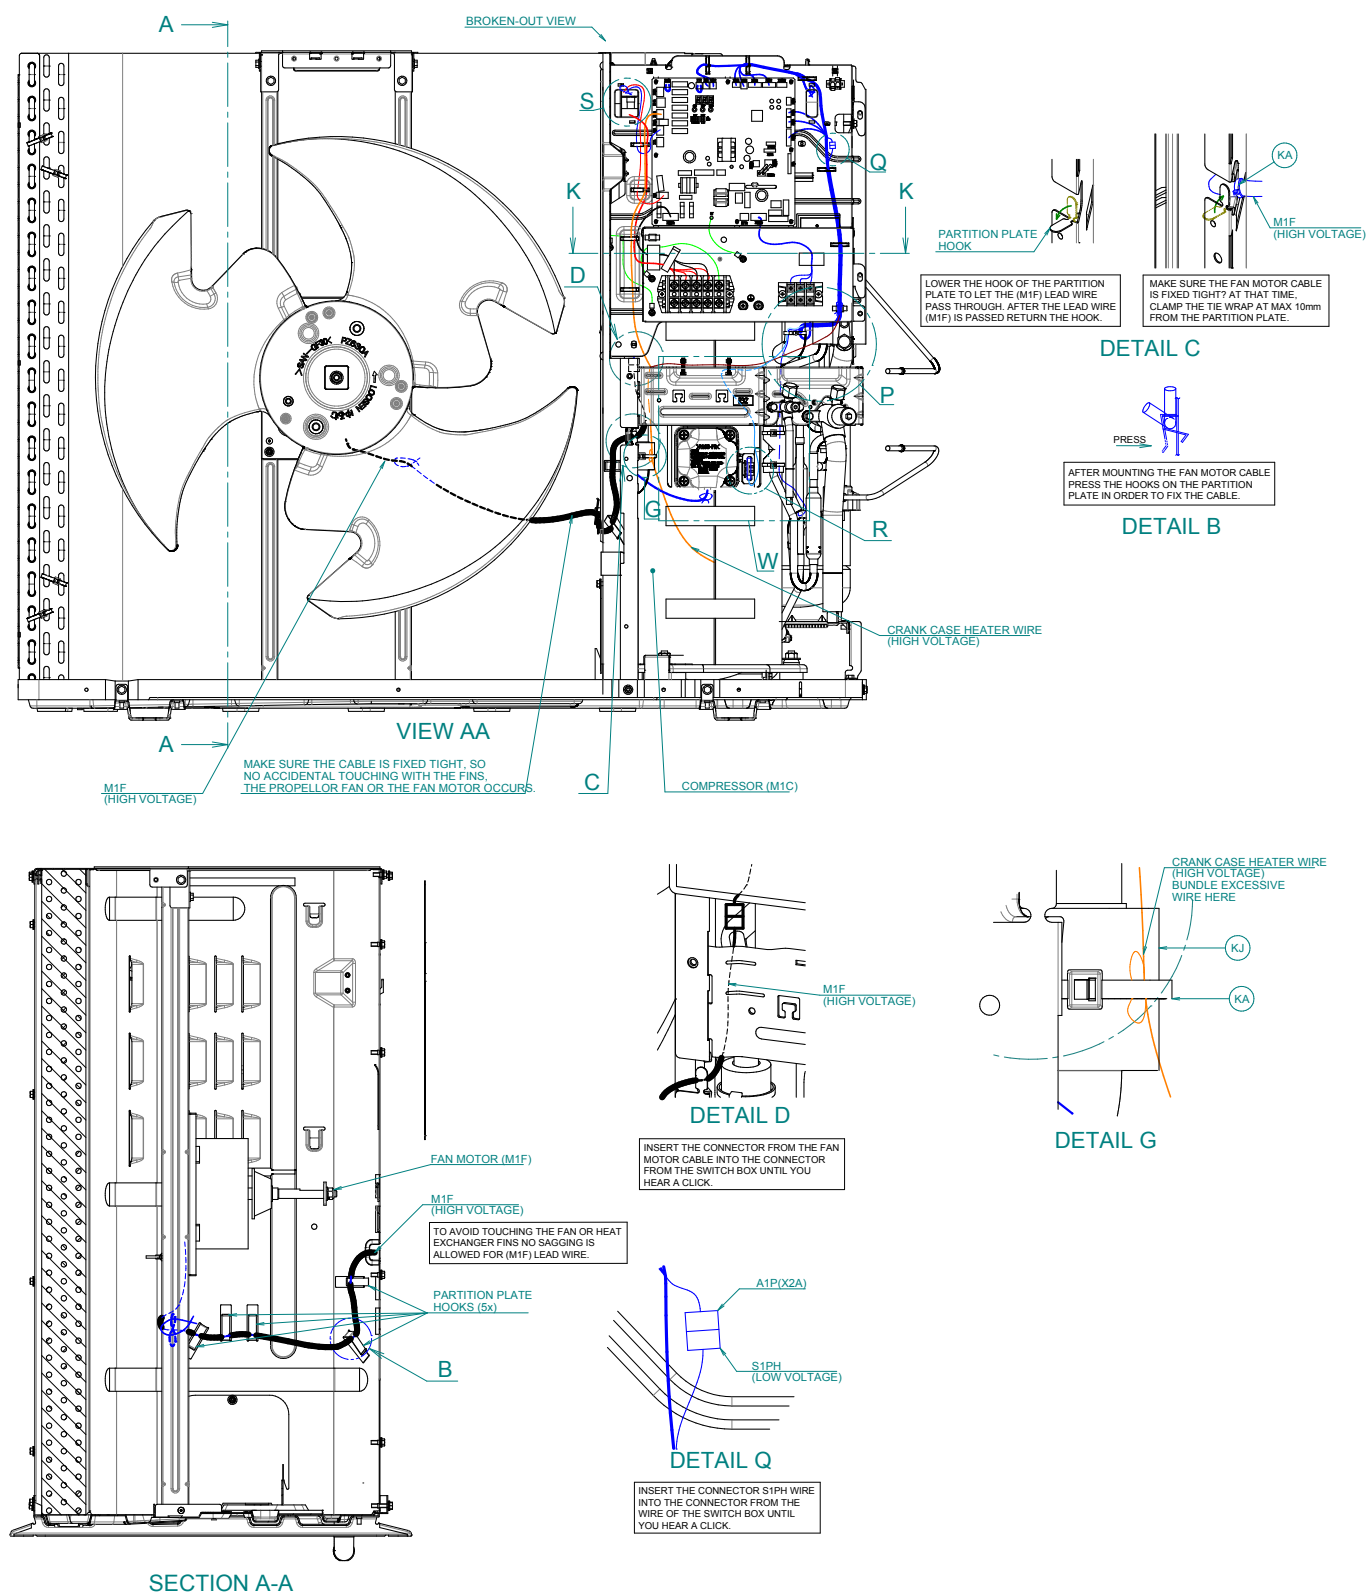 A
BROKEN-OUT VIEW
S
Q
K
K
D
P
G
R
W
C
A
KA
M1F
(HIGH VOLTAGE)
PARTITION PLATE
HOOK
LOWER THE HOOK OF THE PARTITION
PLATE TO LET THE (M1F) LEAD WIRE
PASS THROUGH. AFTER THE LEAD WIRE
(M1F) IS PASSED RETURN THE HOOK.
MAKE SURE THE FAN MOTOR CABLE
IS FIXED TIGHT? AT THAT TIME,
CLAMP THE TIE WRAP AT MAX 10mm
FROM THE PARTITION PLATE.
DETAIL C
PRESS
AFTER MOUNTING THE FAN MOTOR CABLE
PRESS THE HOOKS ON THE PARTITION
PLATE IN ORDER TO FIX THE CABLE.
DETAIL B
CRANK CASE HEATER WIRE
(HIGH VOLTAGE)
VIEW AA
MAKE SURE THE CABLE IS FIXED TIGHT, SO
NO ACCIDENTAL TOUCHING WITH THE FINS,
THE PROPELLOR FAN OR THE FAN MOTOR OCCURS.
M1F
(HIGH VOLTAGE)
COMPRESSOR (M1C)
FAN MOTOR (M1F)
M1F
(HIGH VOLTAGE)
TO AVOID TOUCHING THE FAN OR HEAT
EXCHANGER FINS NO SAGGING IS
ALLOWED FOR (M1F) LEAD WIRE.
PARTITION PLATE
HOOKS (5x)
B
SECTION A-A
M1F
(HIGH VOLTAGE)
DETAIL D
INSERT THE CONNECTOR FROM THE FAN
MOTOR CABLE INTO THE CONNECTOR
FROM THE SWITCH BOX UNTIL YOU
HEAR A CLICK.
A1P(X2A)
S1PH
(LOW VOLTAGE)
DETAIL Q
INSERT THE CONNECTOR S1PH WIRE
INTO THE CONNECTOR FROM THE
WIRE OF THE SWITCH BOX UNTIL
YOU HEAR A CLICK.
CRANK CASE HEATER WIRE
(HIGH VOLTAGE)
BUNDLE EXCESSIVE
WIRE HERE
KJ
KA
DETAIL G